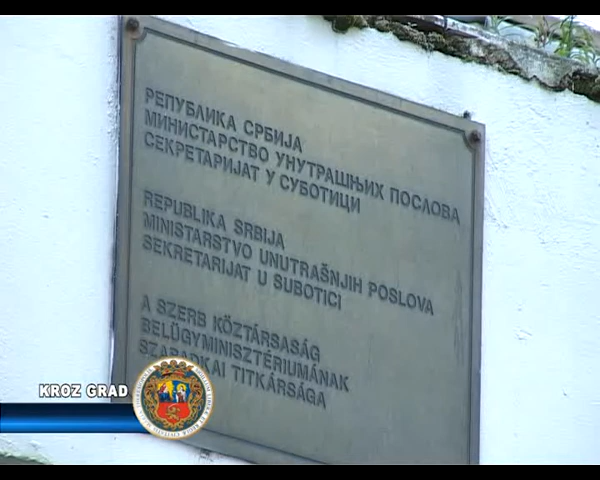 РЕПУБЛИКА СРБИЈА
МИНИСТАРСТВО УНУТРАШЊИХ ПОСЛОВА
СЕКРЕТАРИЈАТ У СУБОТИЦИ
REPUBLIKA SRBIJA
MINISTARSTVO UNUTRAŠNJIH POSLOVA
SEKRETARIJAT U SUBOTICI
A SZERB KÖZTÁRSASÁG
BELÜGYMINISZTÉRIUMÁNAK
SZABADKAI TITKÁRSÁGA
KROZ GRAD